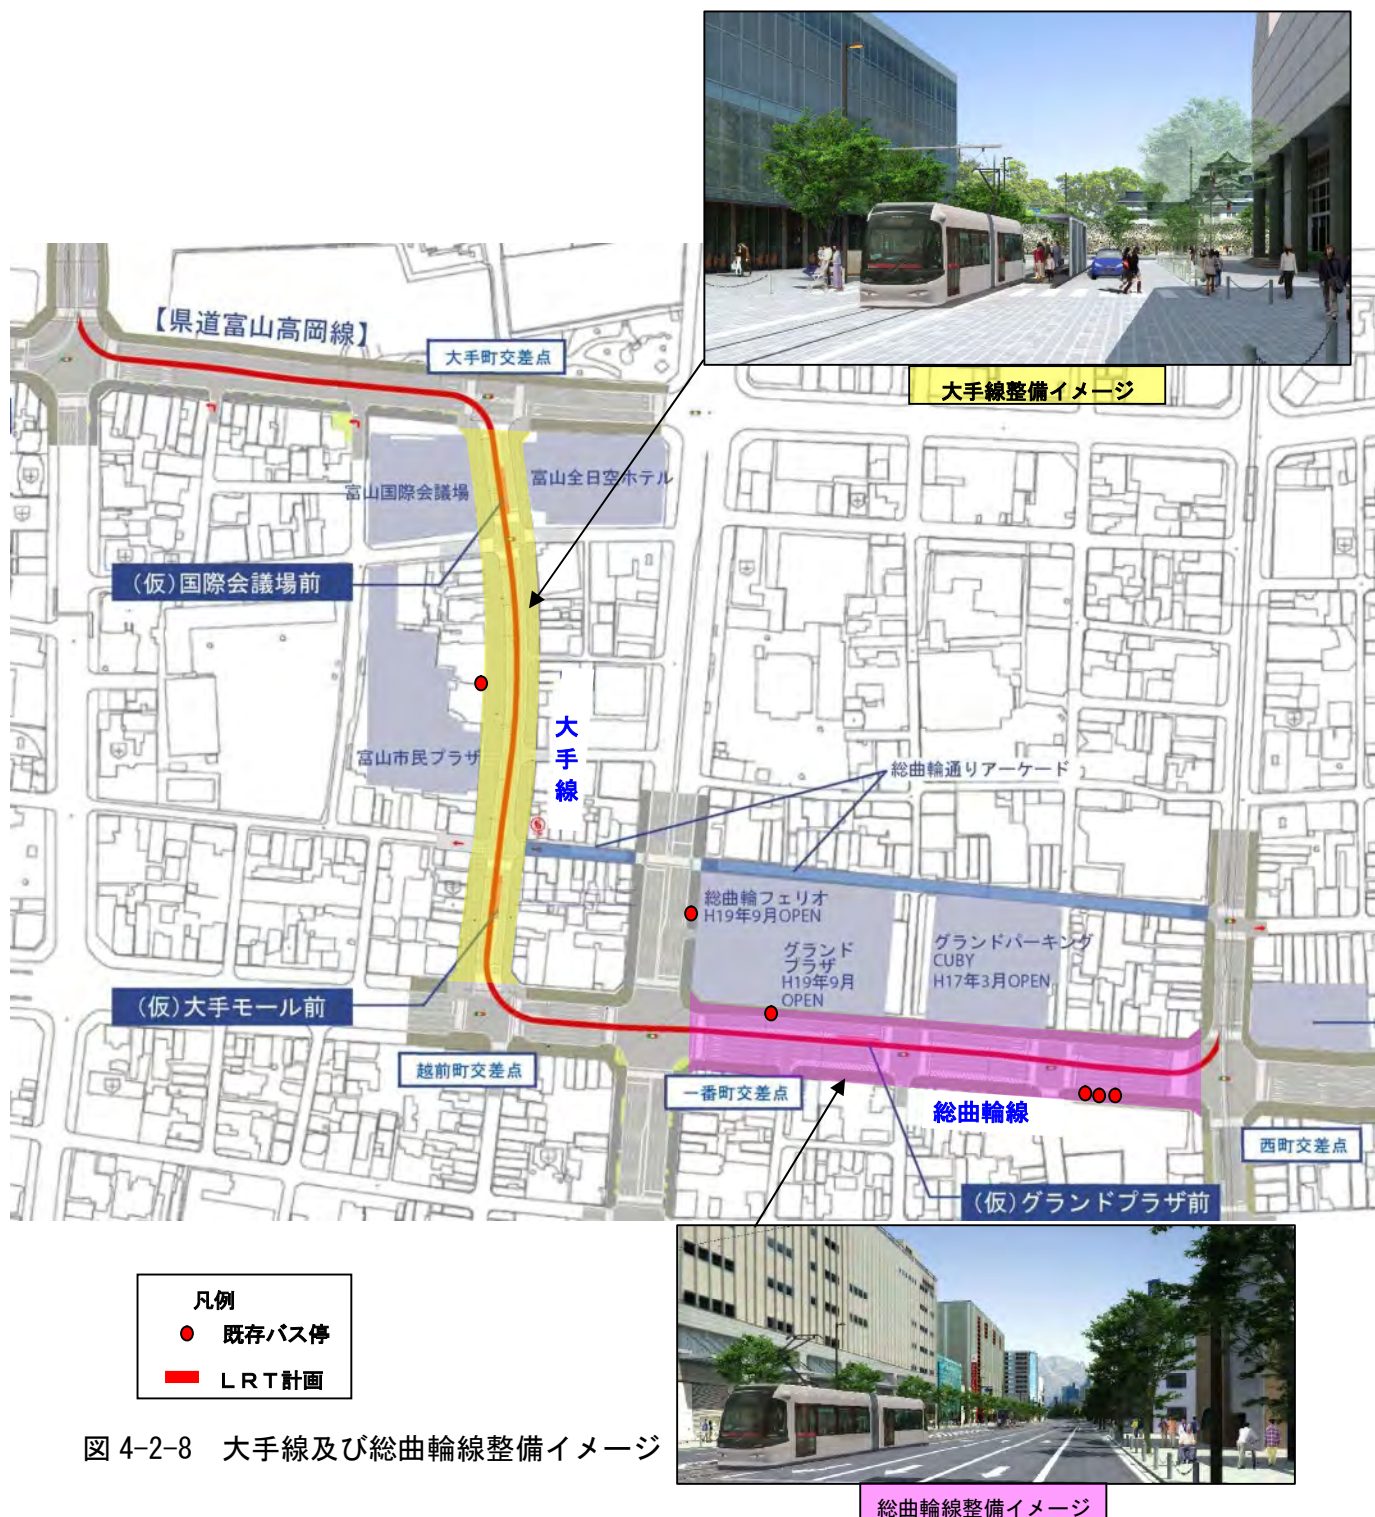 大手線整備イメージ
【県道富山高岡線】
大手町交差点
富山国際会議場
富山全日空ホテル
(仮)国際会議場前
大手線
富山市民プラザ
総曲輪通りアーケード
総曲輪フェリオ
H19年9月OPEN
グランド
プラザ
H19年9月
OPEN
グランドパーキング
CUBY
H17年3月OPEN
(仮)大手モール前
越前町交差点
一番町交差点
総曲輪線
西町交差点
(仮)グランドプラザ前
凡例
既存バス停
LRT計画
図 4-2-8 大手線及び総曲輪線整備イメージ
総曲輪線整備イメージ